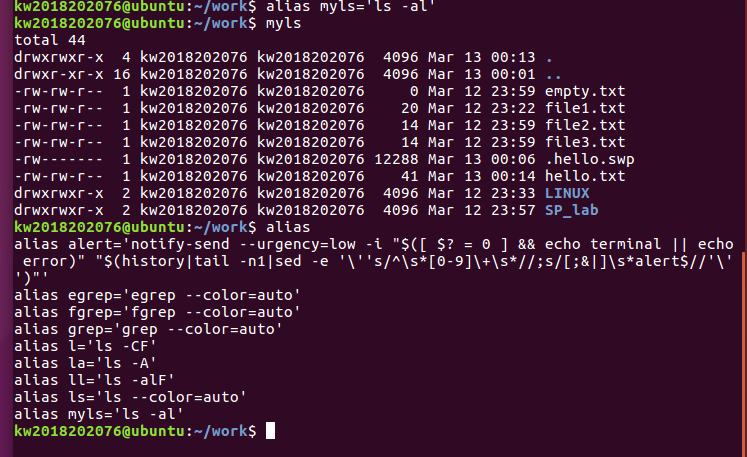 kw2018202076@ubuntu:~/work$ alias myls='ls -al'
kw2018202076@ubuntu:~/work$ myls
total 44
drwxrwxr-x  4 kw2018202076 kw2018202076  4096 Mar 13 00:13 .
drwxr-xr-x 16 kw2018202076 kw2018202076  4096 Mar 13 00:01 ..
-rw-rw-r--  1 kw2018202076 kw2018202076     0 Mar 12 23:59 empty.txt
-rw-rw-r--  1 kw2018202076 kw2018202076    20 Mar 12 23:22 file1.txt
-rw-rw-r--  1 kw2018202076 kw2018202076    14 Mar 12 23:59 file2.txt
-rw-rw-r--  1 kw2018202076 kw2018202076    14 Mar 12 23:59 file3.txt
-rw-------  1 kw2018202076 kw2018202076 12288 Mar 13 00:06 .hello.swp
-rw-rw-r--  1 kw2018202076 kw2018202076    41 Mar 13 00:14 hello.txt
drwxrwxr-x  2 kw2018202076 kw2018202076  4096 Mar 12 23:33 LINUX
drwxrwxr-x  2 kw2018202076 kw2018202076  4096 Mar 12 23:57 SP_lab
kw2018202076@ubuntu:~/work$ alias
alias alert='notify-send --urgency=low -i "$([ $? = 0 ] && echo terminal || echo
 error)" "$(history|tail -n1|sed -e '\''s/^\s*[0-9]\+\s*//;s/[;&|]\s*alert$//'\'
')"'
alias egrep='egrep --color=auto'
alias fgrep='fgrep --color=auto'
alias grep='grep --color=auto'
alias l='ls -CF'
alias la='ls -A'
alias ll='ls -alF'
alias ls='ls --color=auto'
alias myls='ls -al'
kw2018202076@ubuntu:~/work$